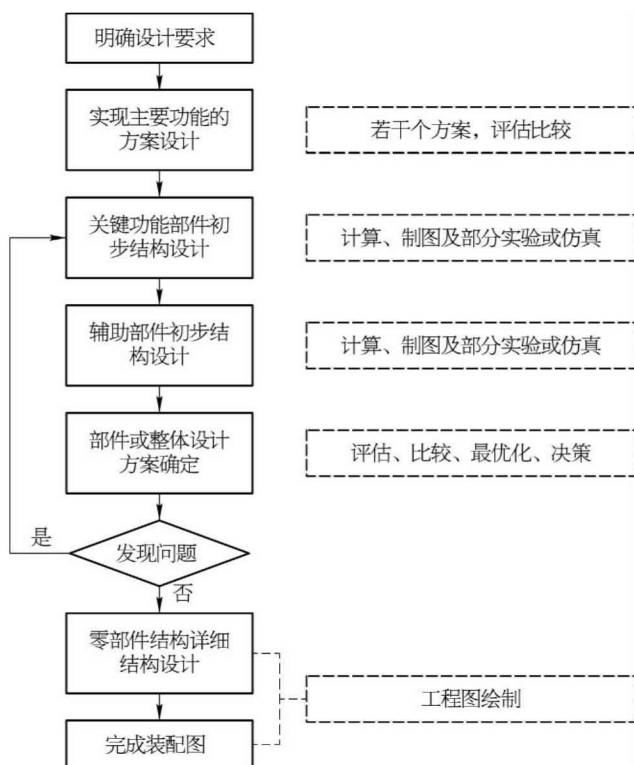 明确设计要求
实现主要功能的
方案设计
若干个方案，评估比较
关键功能部件初
步结构设计
计算、制图及部分实验或仿真
辅助部件初步结
构设计
计算、制图及部分实验或仿真
部件或整体设计
方案确定
评估、比较、最优化、决策
是
发现问题
否
零部件结构详细
结构设计
工程图绘制
完成装配图